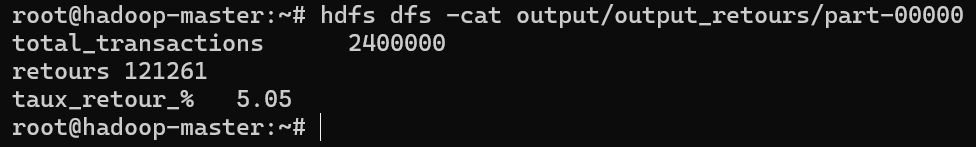 root@hadoop-master:~# hdfs dfs -cat output/output_retours/part-00000
total_transactions      2400000
retours 121261
taux_retour_%   5.05
root@hadoop-master:~#